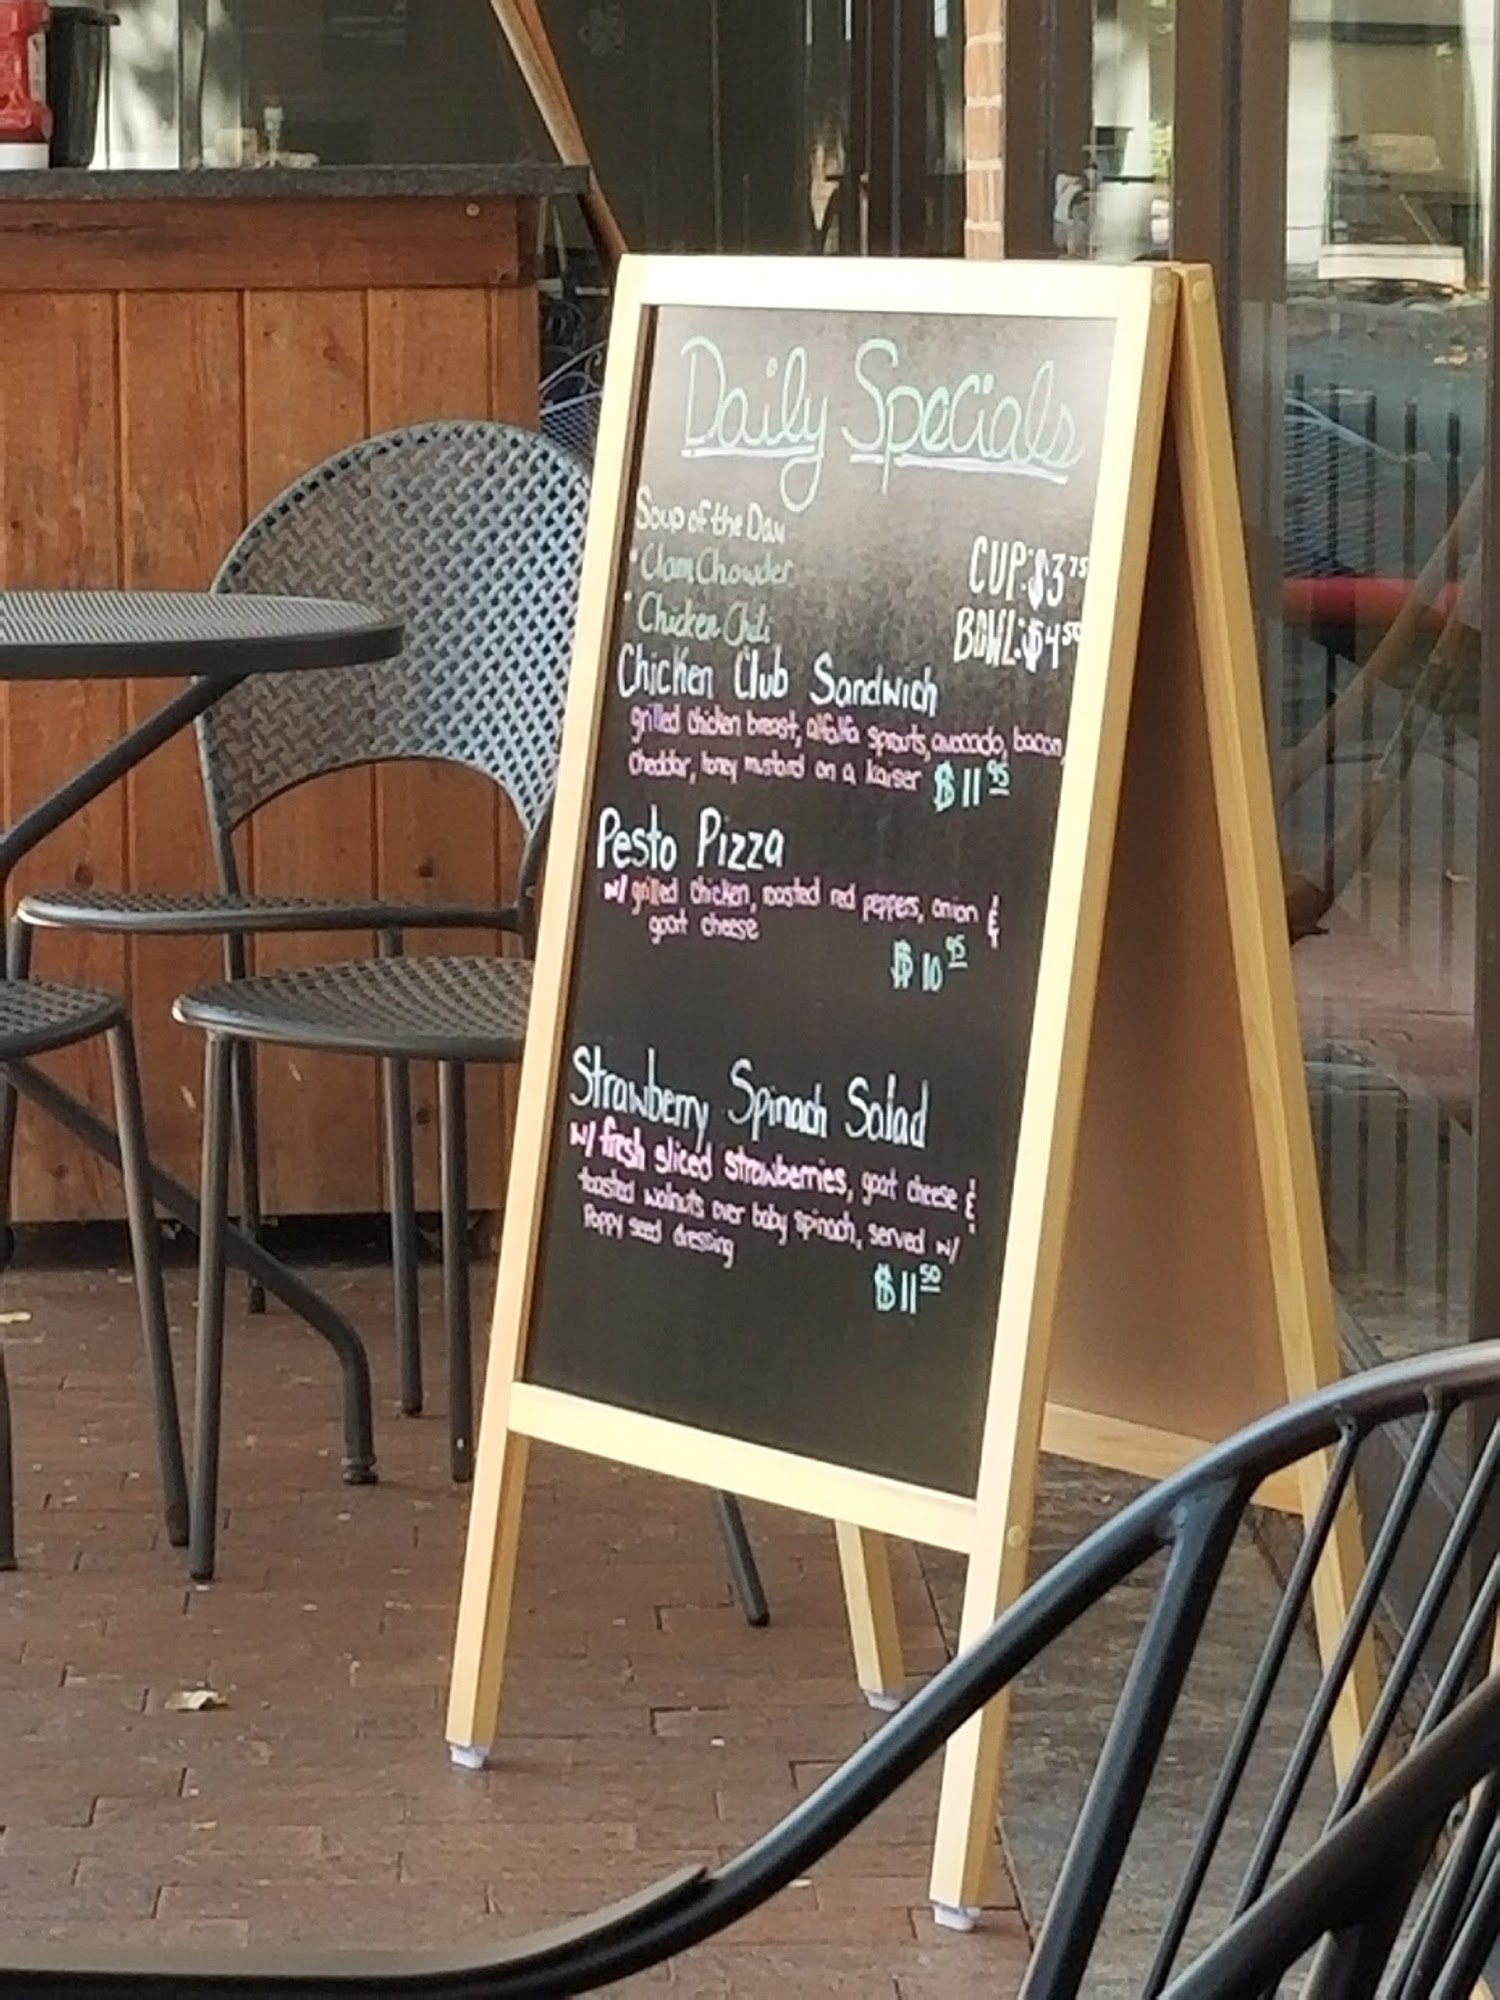 Daily Specials
Soup of the Day
• Clam Chowder
CUP: $3 75
• Chicken Chili
BOWL: $4 50
Chicken Club Sandwich
grilled chicken breast, alfalfa sprouts, avocado, bacon,
cheddar, honey mustard on a kaiser $11 95
Pesto Pizza
w/ grilled chicken, roasted red peppers, onion &
goat cheese
$10 95
Strawberry Spinach Salad
w/ fresh sliced strawberries, goat cheese &
toasted walnuts over baby spinach, served w/
Poppy seed dressing
$11 50